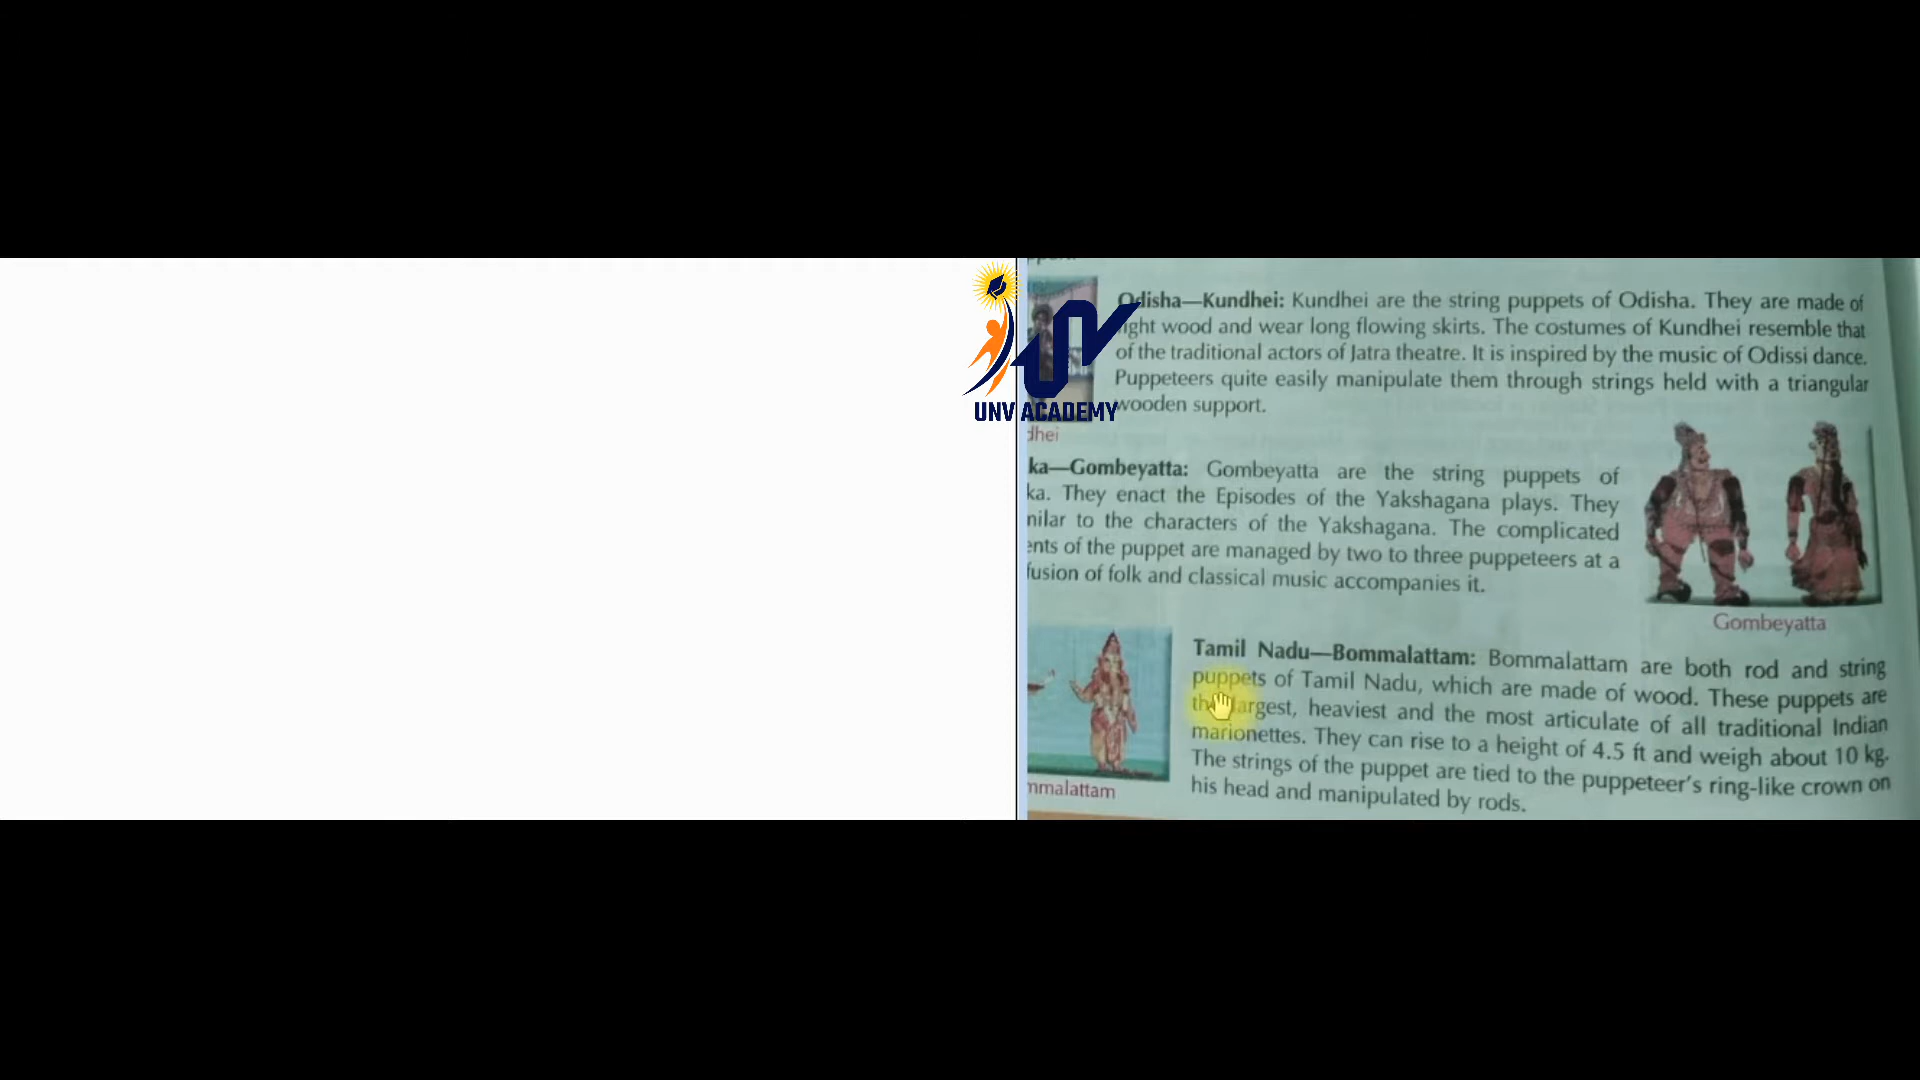 UNV ACADEMY
Odisha—Kundhei: Kundhei are the string puppets of Odisha. They are made of
light wood and wear long flowing skirts. The costumes of Kundhei resemble that
of the traditional actors of Jatra theatre. It is inspired by the music of Odissi dance.
Puppeteers quite easily manipulate them through strings held with a triangular
wooden support.
dhei
ka—Gombeyatta: Gombeyatta are the string puppets of
ka. They enact the Episodes of the Yakshagana plays. They
nilar to the characters of the Yakshagana. The complicated
ents of the puppet are managed by two to three puppeteers at a
fusion of folk and classical music accompanies it.
Gombeyatta
Tamil Nadu—Bommalattam: Bommalattam are both rod and string
puppets of Tamil Nadu, which are made of wood. These puppets are
the largest, heaviest and the most articulate of all traditional Indian
marionettes. They can rise to a height of 4.5 ft and weigh about 10 kg.
The strings of the puppet are tied to the puppeteer's ring-like crown on
his head and manipulated by rods.
mmalattam